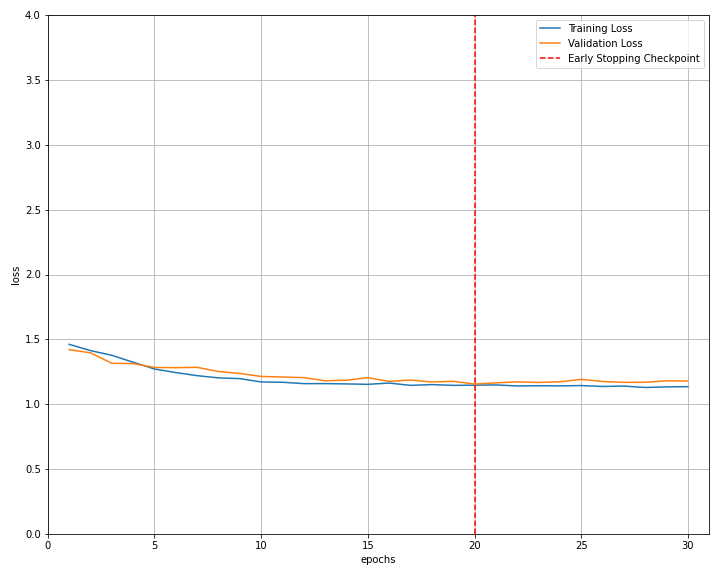 4.0
3.5
3.0
2.5
2.0
1.5
1.0
0.5
0.0
loss
0 5 10 15 20 25 30
epochs
Training Loss
Validation Loss
Early Stopping Checkpoint